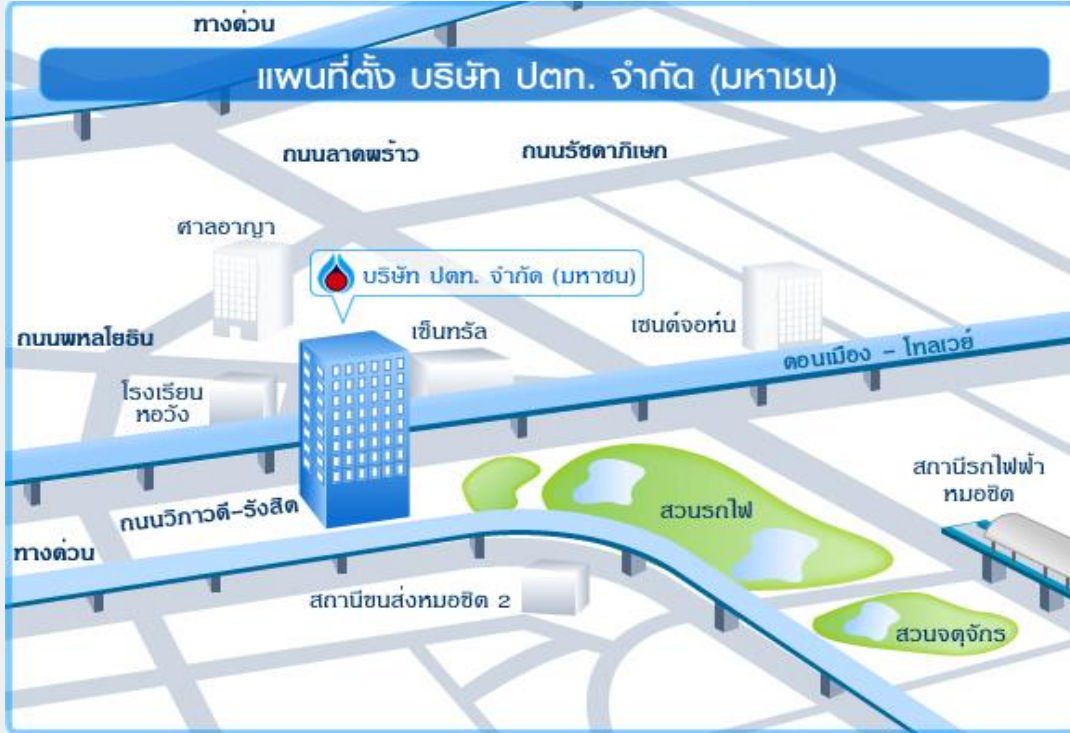 ทางด่วน
แผนที่ตั้ง บริษัท ปตท. จำกัด (มหาชน)
ถนนลาดพร้าว
ถนนรัชดาภิเษก
ศาลอาญา
บริษัท ปตท. จำกัด (มหาชน)
เซ็นทรัล
เซนต์จอห์น
ถนนพหลโยธิน
ดอนเมือง - โทลเวย์
โรงเรียน
หอวัง
สถานีรถไฟฟ้า
หมอชิต
สวนรถไฟ
ถนนวิภาวดี-รังสิต
ทางด่วน
สถานีขนส่งหมอชิต 2
สวนจตุจักร